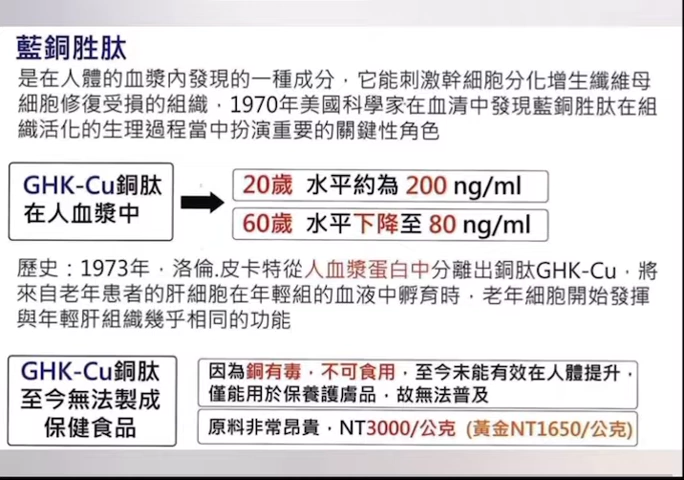 藍銅胜肽
是在人體的血漿內發現的一種成分，它能刺激幹細胞分化增生纖維母
細胞修復受損的組織，1970年美國科學家在血清中發現藍銅胜肽在組
織活化的生理過程當中扮演重要的關鍵性角色
GHK-Cu銅肽
在人血漿中
20歲 水平約為 200 ng/ml
60歲 水平下降至 80 ng/ml
歷史：1973年，洛倫.皮卡特從人血漿蛋白中分離出銅肽GHK-Cu，將
來自老年患者的肝細胞在年輕組的血液中孵育時，老年細胞開始發揮
與年輕肝組織幾乎相同的功能
GHK-Cu銅肽
至今無法製成
保健食品
因為銅有毒，不可食用，至今未能有效在人體提升，
僅能用於保養護膚品，故無法普及
原料非常昂貴，NT3000/公克 (黃金NT1650/公克)